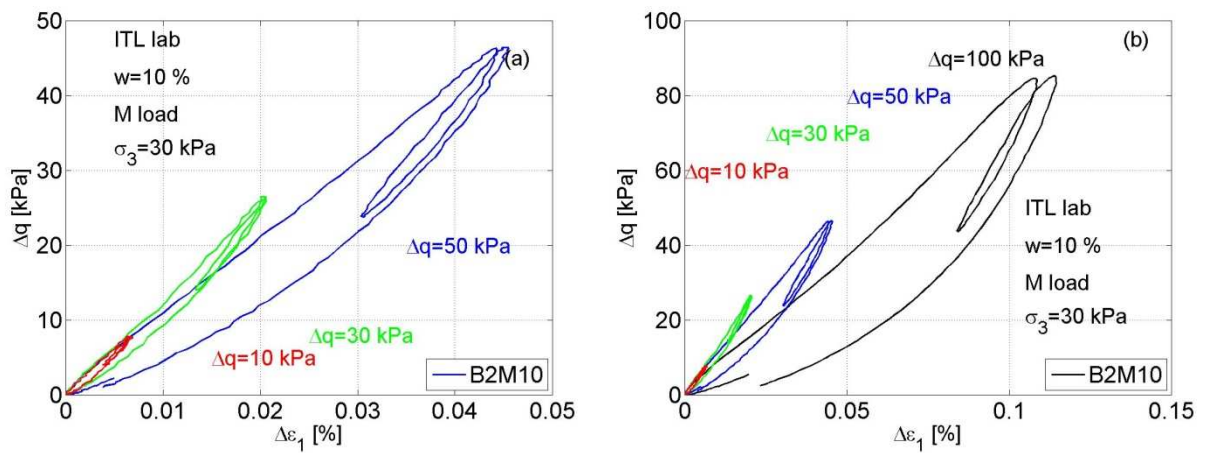 50
40
30
20
10
0
Δq [kPa]
ITL lab
w=10 %
M load
σ3=30 kPa
(a)
Δq=50 kPa
Δq=30 kPa
Δq=10 kPa
B2M10
0 0.01 0.02 0.03 0.04 0.05
Δε1 [%]
100
80
60
40
20
0
Δq [kPa]
(b)
Δq=100 kPa
Δq=50 kPa
Δq=30 kPa
Δq=10 kPa
ITL lab
w=10 %
M load
σ3=30 kPa
B2M10
0 0.05 0.1 0.15
Δε1 [%]